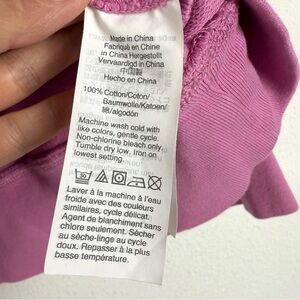 Made in China
Fabriqué en Chine
In China Hergestellt
Vervaardigd in China
中国製
Hecho en China
100% Cotton/Coton/
Baumwolle/Katoen/
綿/algodón
Machine wash cold with
like colors, gentle cycle.
Non-chlorine bleach only
Tumble dry low. Iron on
lowest setting.
Laver à la machine à l'eau
froide avec des couleurs
similaires, cycle délicat.
Agent de blanchiment sans
chlore seulement. Sécher
au sèche-linge au cycle
doux. Repasser à la plus
basse température.